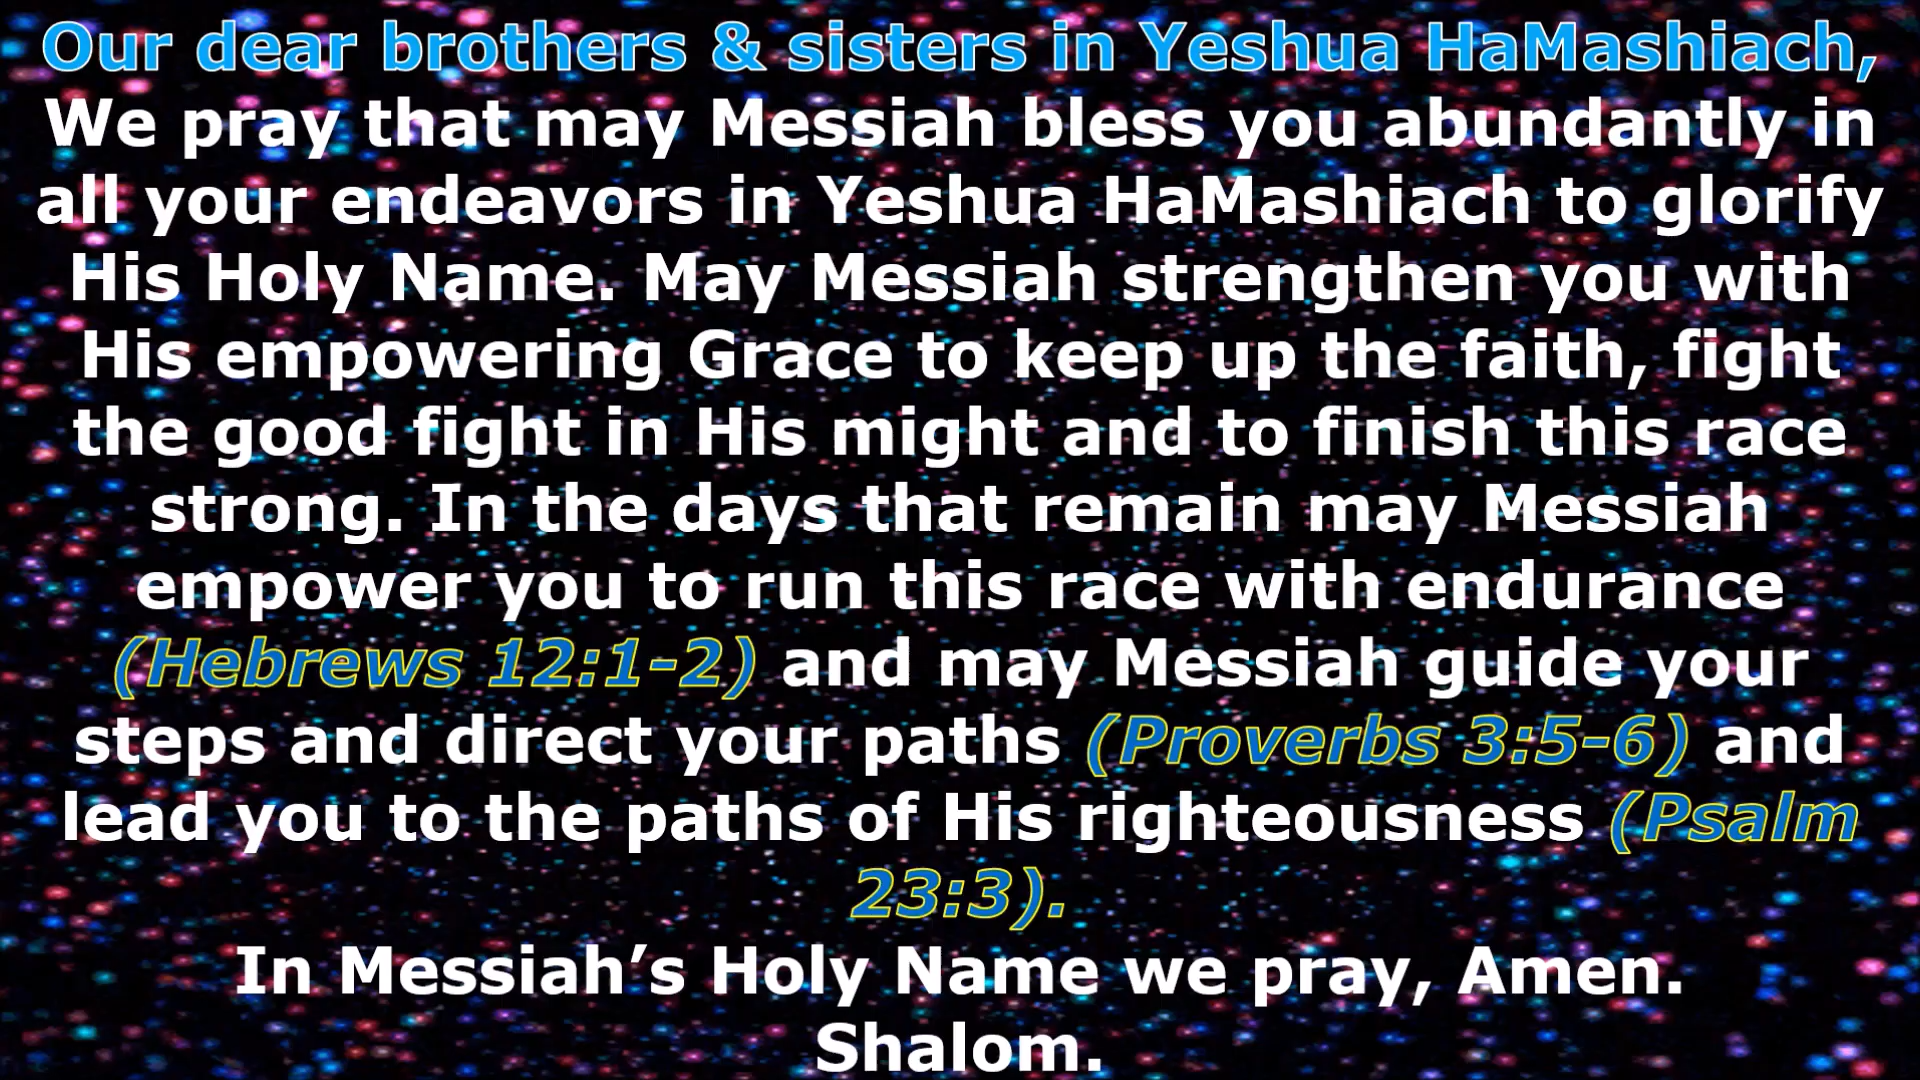 Our dear brothers & sisters in Yeshua HaMashiach,
We pray that may Messiah bless you abundantly in
all your endeavors in Yeshua HaMashiach to glorify
His Holy Name. May Messiah strengthen you with
His empowering Grace to keep up the faith, fight
the good fight in His might and to finish this race
strong. In the days that remain may Messiah
empower you to run this race with endurance
(Hebrews 12:1-2) and may Messiah guide your
steps and direct your paths (Proverbs 3:5-6) and
lead you to the paths of His righteousness (Psalm
23:3).
In Messiah’s Holy Name we pray, Amen.
Shalom.